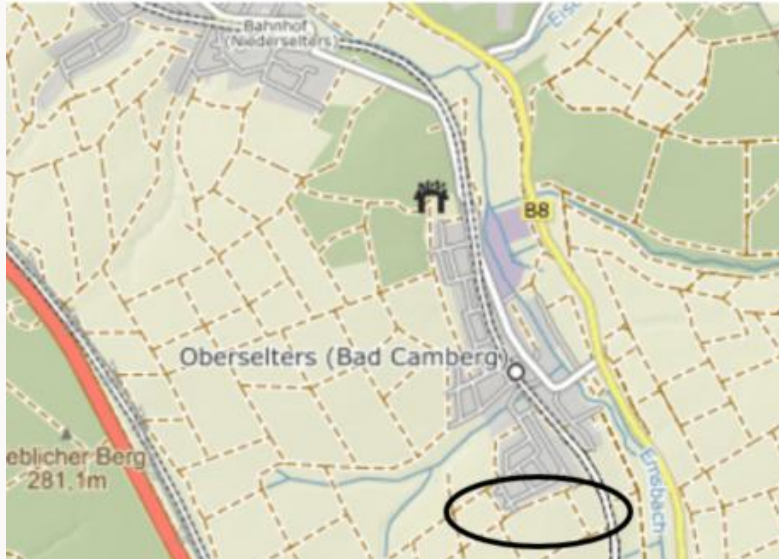 Bahnhof
(Niederselters)
B8
Oberselters (Bad Camberg)
eblicher Berg
281,1m
Emsbach